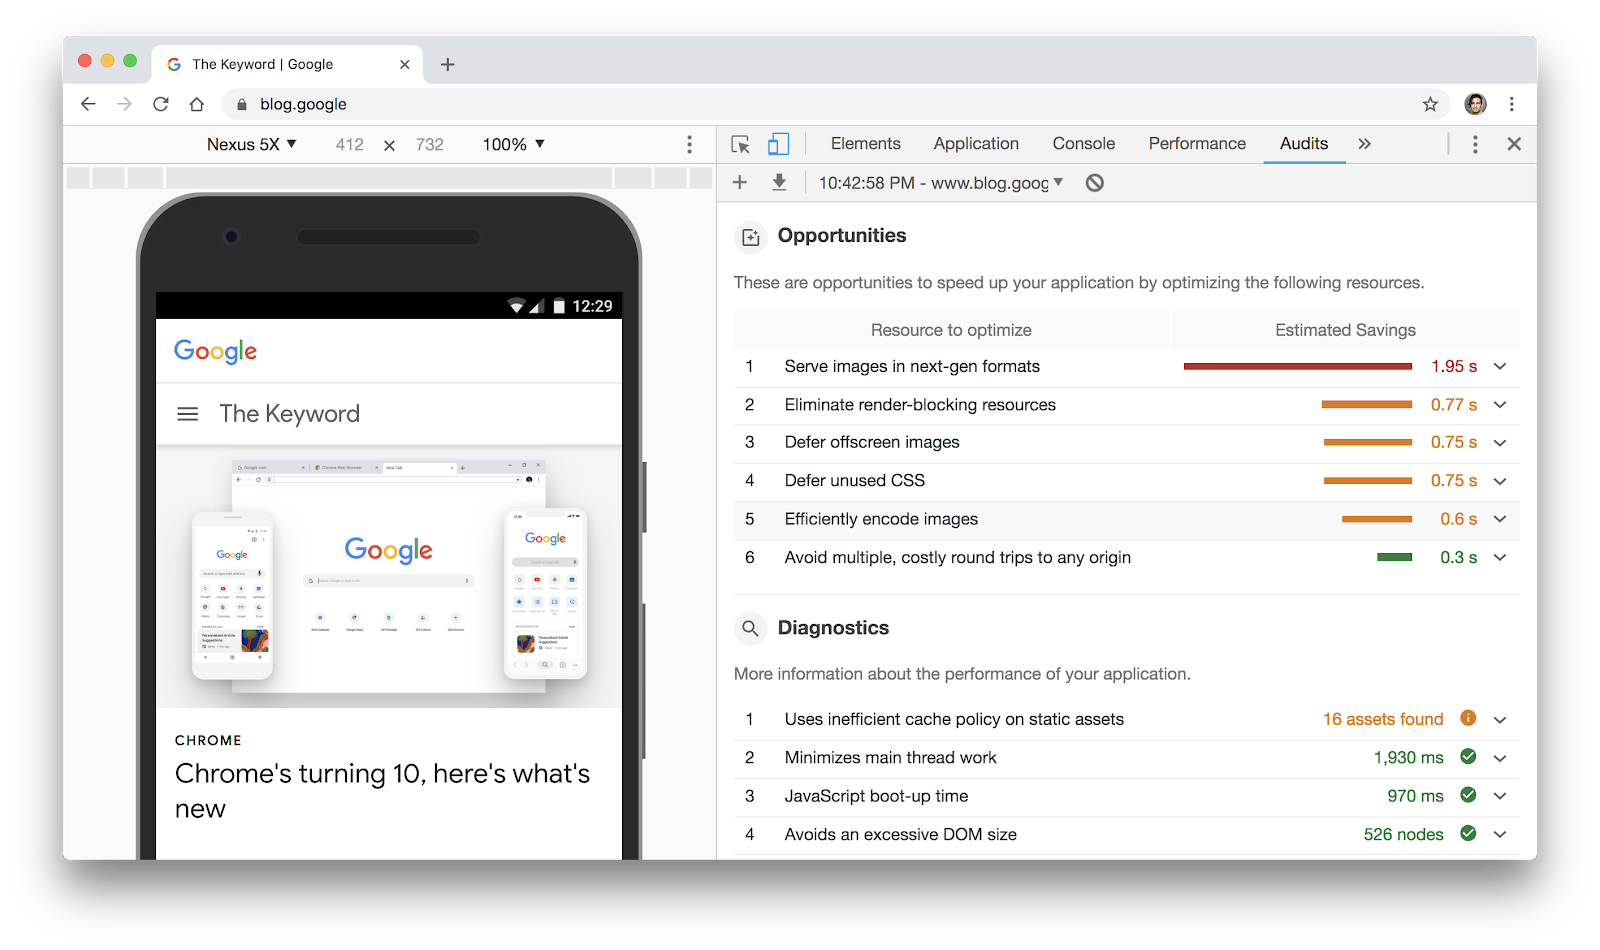 The Keyword | Google
blog.google
Nexus 5X 412 732 100%
Elements Application Console Performance Audits
10:42:58 PM - www.blog.goog
12:29
Google
The Keyword
Google.com Chrome Web Browser New Tab
Google
Google
Google
CHROME
Chrome's turning 10, here's what's
new
Opportunities
These are opportunities to speed up your application by optimizing the following resources.
Resource to optimize Estimated Savings
1 Serve images in next-gen formats 1.95 s
2 Eliminate render-blocking resources 0.77 s
3 Defer offscreen images 0.75 s
4 Defer unused CSS 0.75 s
5 Efficiently encode images 0.6 s
6 Avoid multiple, costly round trips to any origin 0.3 s
Diagnostics
More information about the performance of your application.
1 Uses inefficient cache policy on static assets 16 assets found
2 Minimizes main thread work 1,930 ms
3 JavaScript boot-up time 970 ms
4 Avoids an excessive DOM size 526 nodes